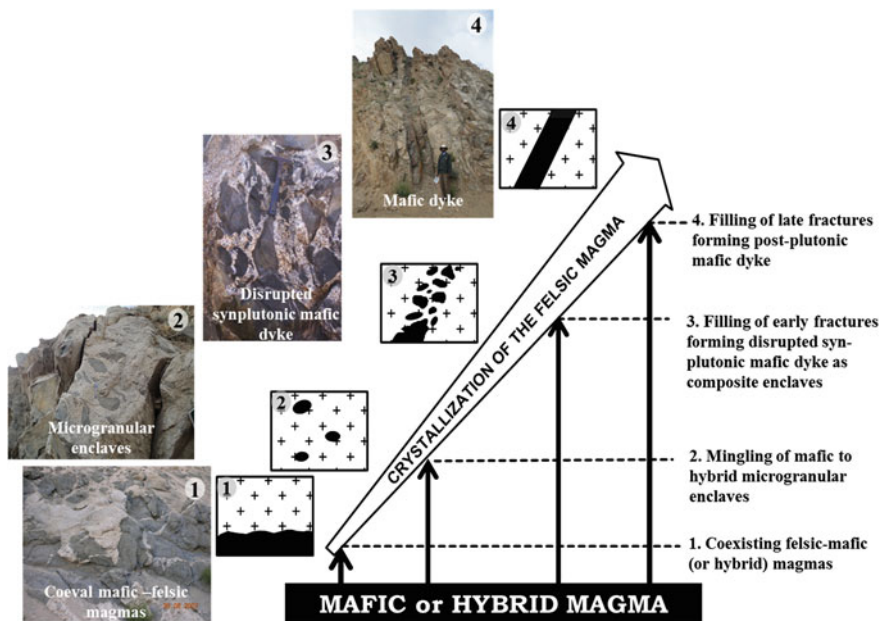 4
Mafic dyke
4
3
Disrupted
synplutonic mafic
dyke
3
2
Microgranular
enclaves
2
1
Coeval mafic –felsic
magmas
1
CRYSTALLIZATION OF THE FELSIC MAGMA
4. Filling of late fractures
forming post-plutonic
mafic dyke
3. Filling of early fractures
forming disrupted syn-
plutonic mafic dyke as
composite enclaves
2. Mingling of mafic to
hybrid microgranular
enclaves
1. Coexisting felsic-mafic
(or hybrid) magmas
MAFIC or HYBRID MAGMA